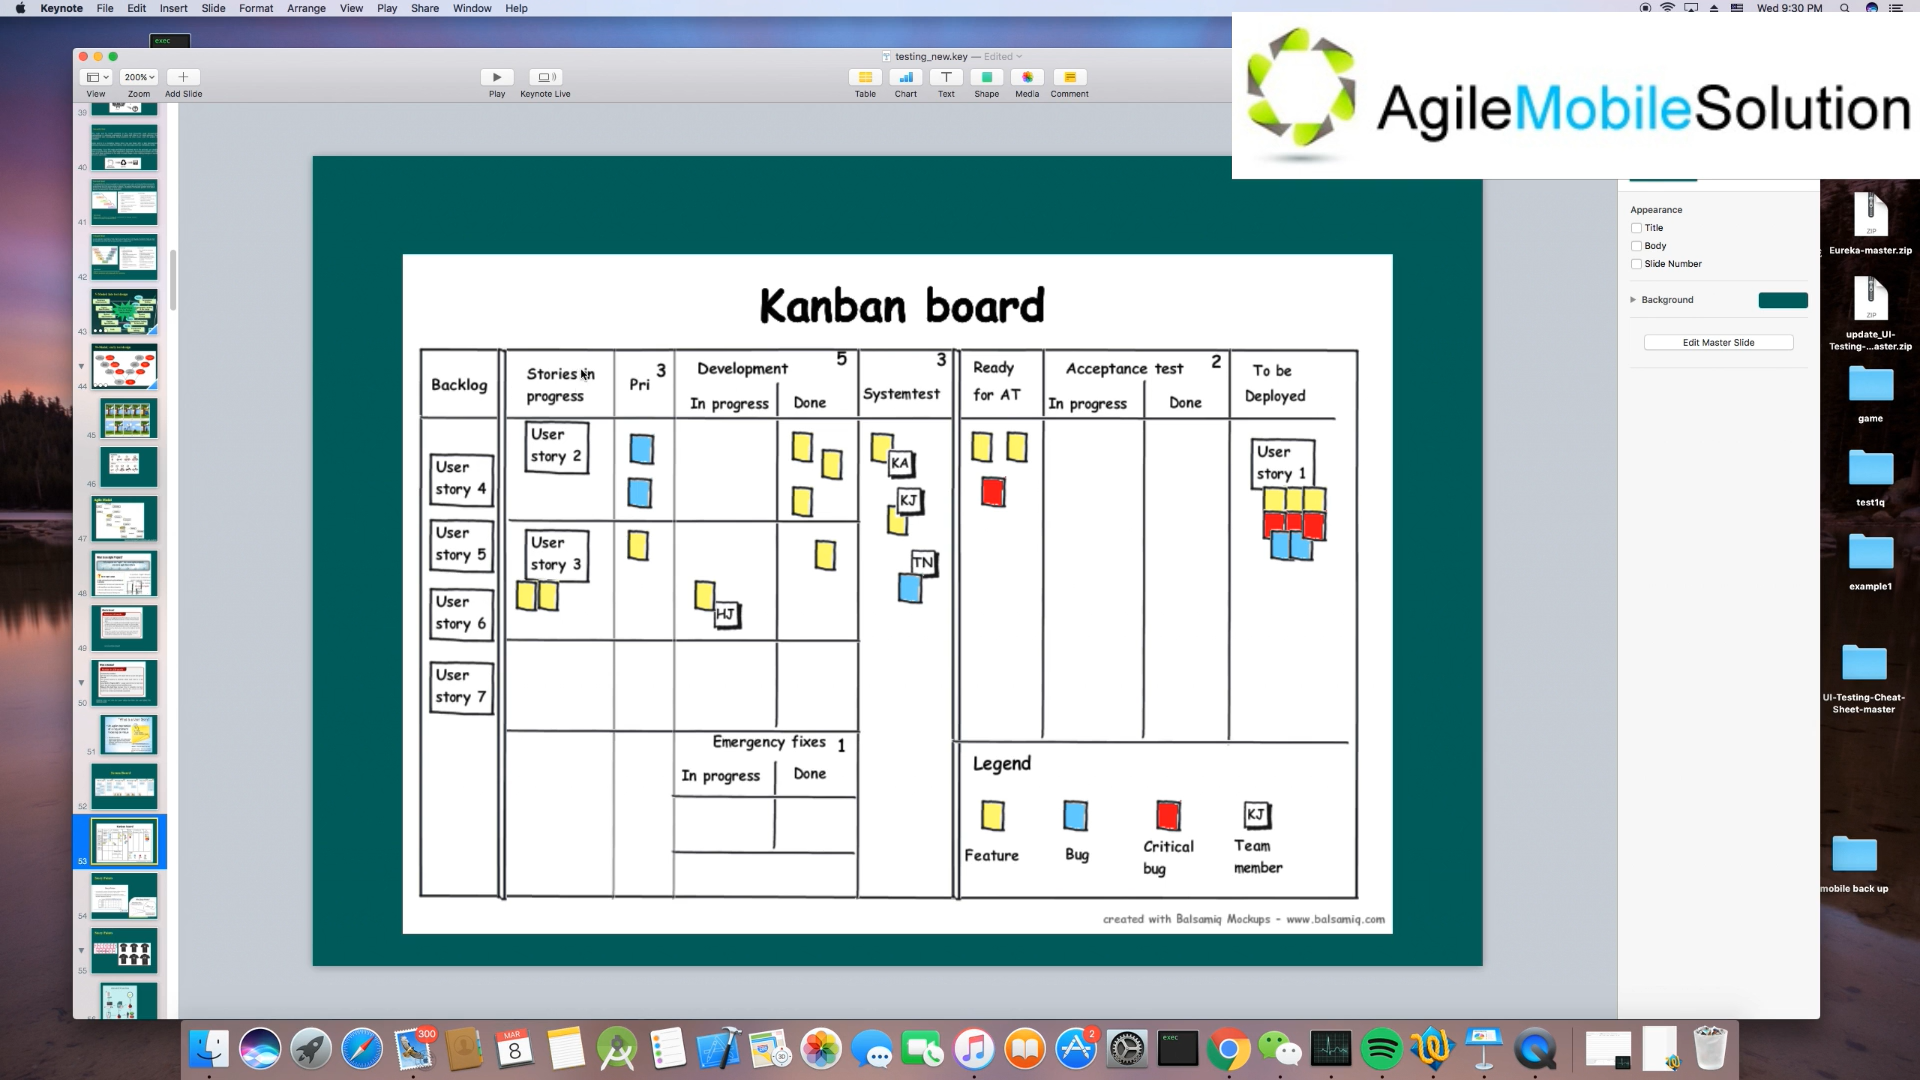 Keynote File Edit Insert Slide Format Arrange View Play Share Window Help
Wed 9:30 PM
exec
testing_new.key — Edited
200%
View Zoom Add Slide
Play Keynote Live
Table Chart Text Shape Media Comment
AgileMobileSolution
39
40
41
42
43
44
45
46
47
48
49
50
51
52
53
54
55
Kanban board
Backlog
Stories in
progress
Pri 3
Development 5
In progress Done
3
Systemtest
Ready
for AT
Acceptance test 2
In progress Done
To be
Deployed
User
story 4
User
story 5
User
story 6
User
story 7
User
story 2
User
story 3
HJ
KA
KJ
TN
User
story 1
Emergency fixes 1
In progress Done
Legend
KJ
Feature
Bug
Critical
bug
Team
member
created with Balsamiq Mockups - www.balsamiq.com
Appearance
Title
Body
Slide Number
Background
Edit Master Slide
ZIP
Eureka-master.zip
ZIP
update_UI-
Testing-...aster.zip
game
test1q
example1
UI-Testing-Cheat-
Sheet-master
mobile back up
300
MAR
8
exec
2